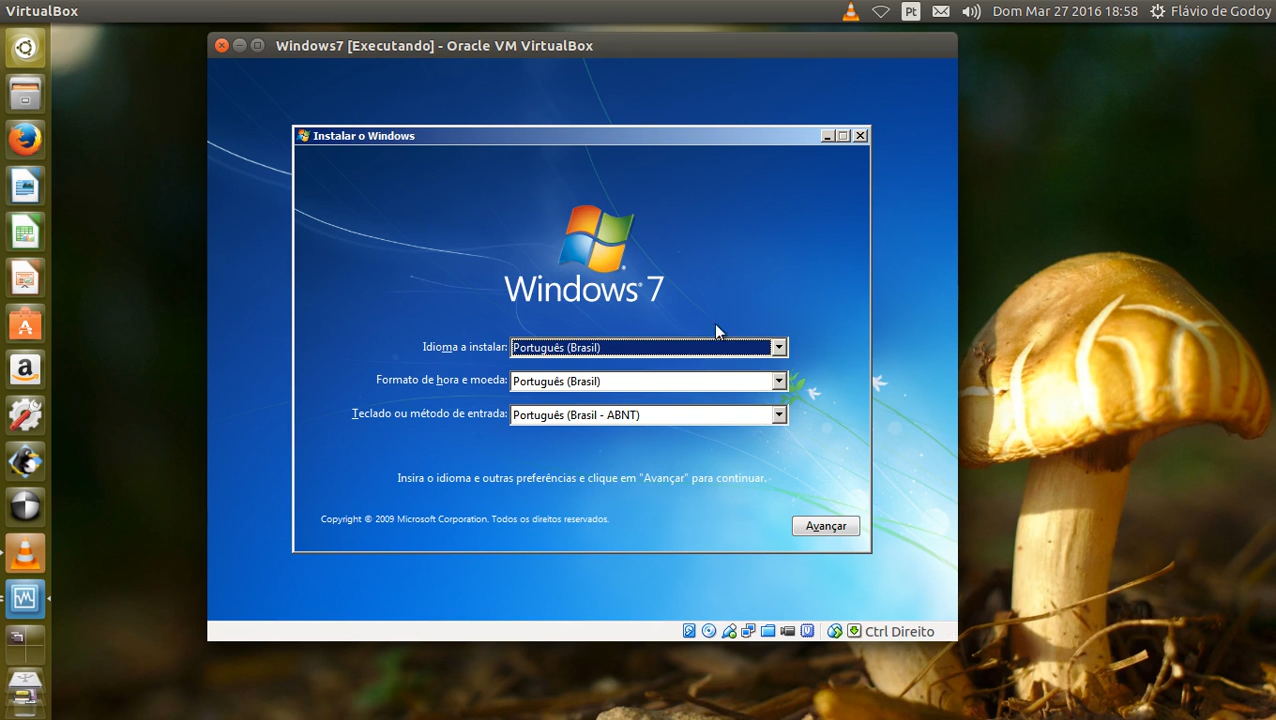 VirtualBox
Pt
Dom Mar 27 2016 18:58
Flávio de Godoy
Windows7 [Executando] - Oracle VM VirtualBox
Instalar o Windows
Windows 7
Idioma a instalar: Português (Brasil)
Formato de hora e moeda: Português (Brasil)
Teclado ou método de entrada: Português (Brasil - ABNT)
Insira o idioma e outras preferências e clique em "Avançar" para continuar.
Copyright © 2009 Microsoft Corporation. Todos os direitos reservados.
Avançar
Ctrl Direito